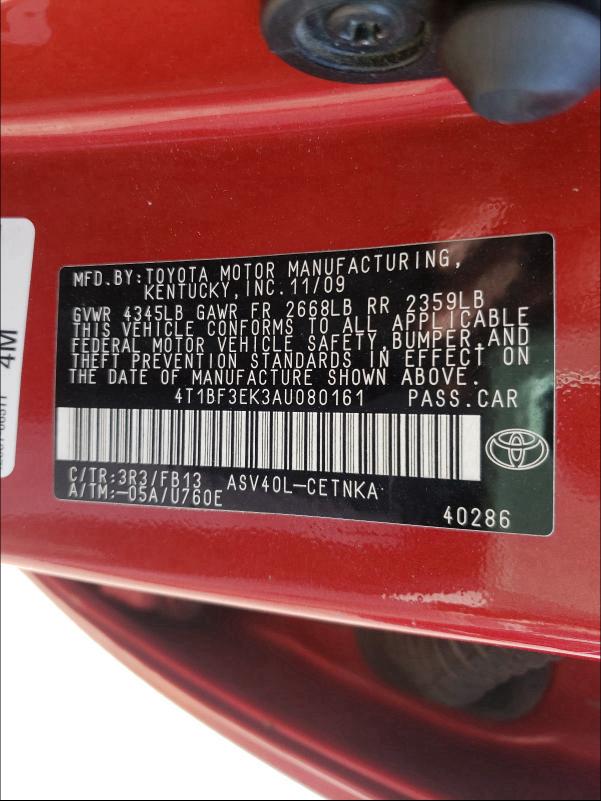 MFD.BY:TOYOTA MOTOR MANUFACTURING,
KENTUCKY,INC.11/09
GVWR 4345LB GAWR FR 2668LB RR 2359LB
THIS VEHICLE CONFORMS TO ALL APPLICABLE
FEDERAL MOTOR VEHICLE SAFETY,BUMPER,AND
THEFT PREVENTION STANDARDS IN EFFECT ON
THE DATE OF MANUFACTURE SHOWN ABOVE.
4T1BF3EK3AU080161 PASS.CAR
C/TR:3R3/FB13 ASV40L-CETNKA
A/TM:-05A/U760E
40286
4M